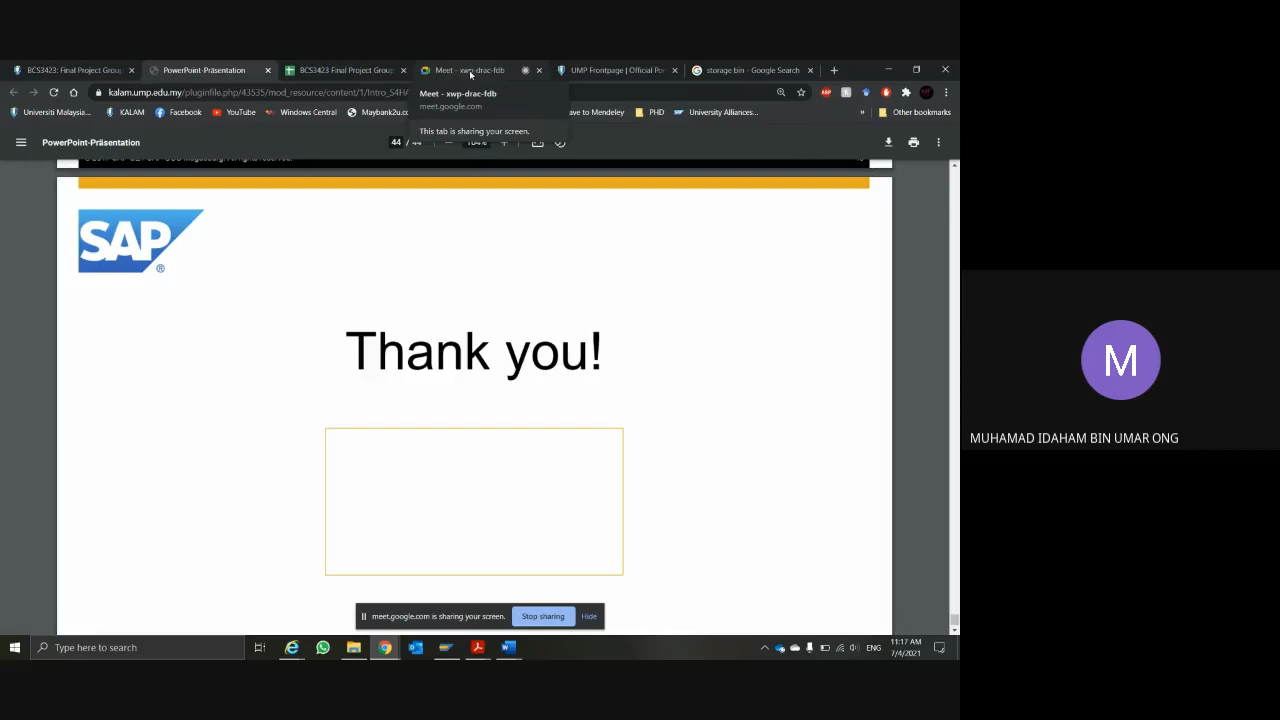 BCS3423: Final Project Group
PowerPoint-Präsentation
BCS3423 Final Project Group
Meet - xwp-drac-fdb
UMP Frontpage | Official Por
storage bin - Google Search
kalam.ump.edu.my/pluginfile.php/43535/mod_resource/content/1/Intro_S4HA
Meet - xwp-drac-fdb
meet.google.com
This tab is sharing your screen.
Universiti Malaysia...
KALAM
Facebook
YouTube
Windows Central
Maybank2u.co
ave to Mendeley
PHD
University Alliances...
»
Other bookmarks
PowerPoint-Präsentation
44 / 44
164%
SAP
®
Thank you!
meet.google.com is sharing your screen.
Stop sharing
Hide
M
MUHAMAD IDAHAM BIN UMAR ONG
Type here to search
ENG
11:17 AM
7/4/2021